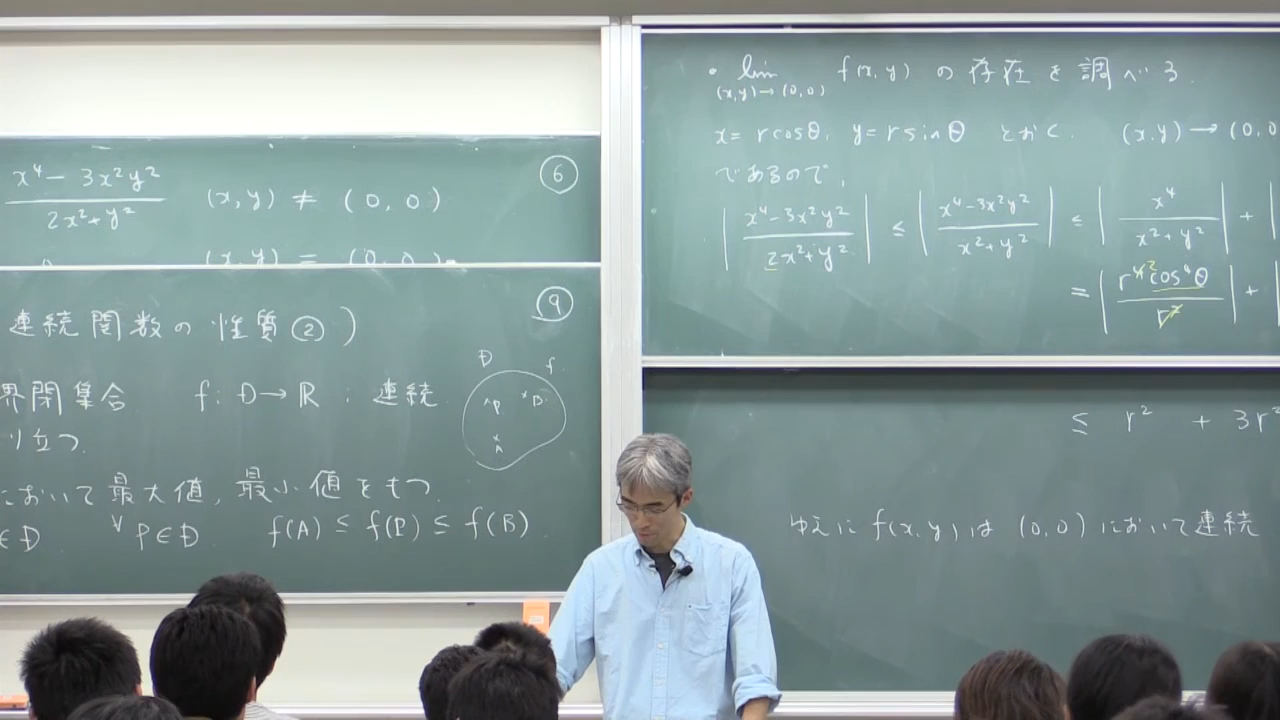 x⁴ - 3x²y² / 2x²+y² (x,y) ≠ (0,0) ⑥
(x,y) = (0,0).
⑨
連続関数の性質②)
界閉集合 f: D→R : 連続
り立つ.
において最大値, 最小値をもつ.
∈D ∀P∈D f(A) ≤ f(P) ≤ f(B)
D f
P B
A
• lim (x,y)→(0,0) f(x,y) の存在を調べる.
x = r cosθ, y = r sinθ とおく. (x,y) → (0,0
であるので,
| x⁴-3x²y² / 2x²+y² | ≤ | x⁴-3x²y² / x²+y² | ≤ | x⁴ / x²+y² | + |
= | r⁴ cos⁴θ / r² | + |
≤ r² + 3r²
ゆえに f(x,y) は (0,0) において連続